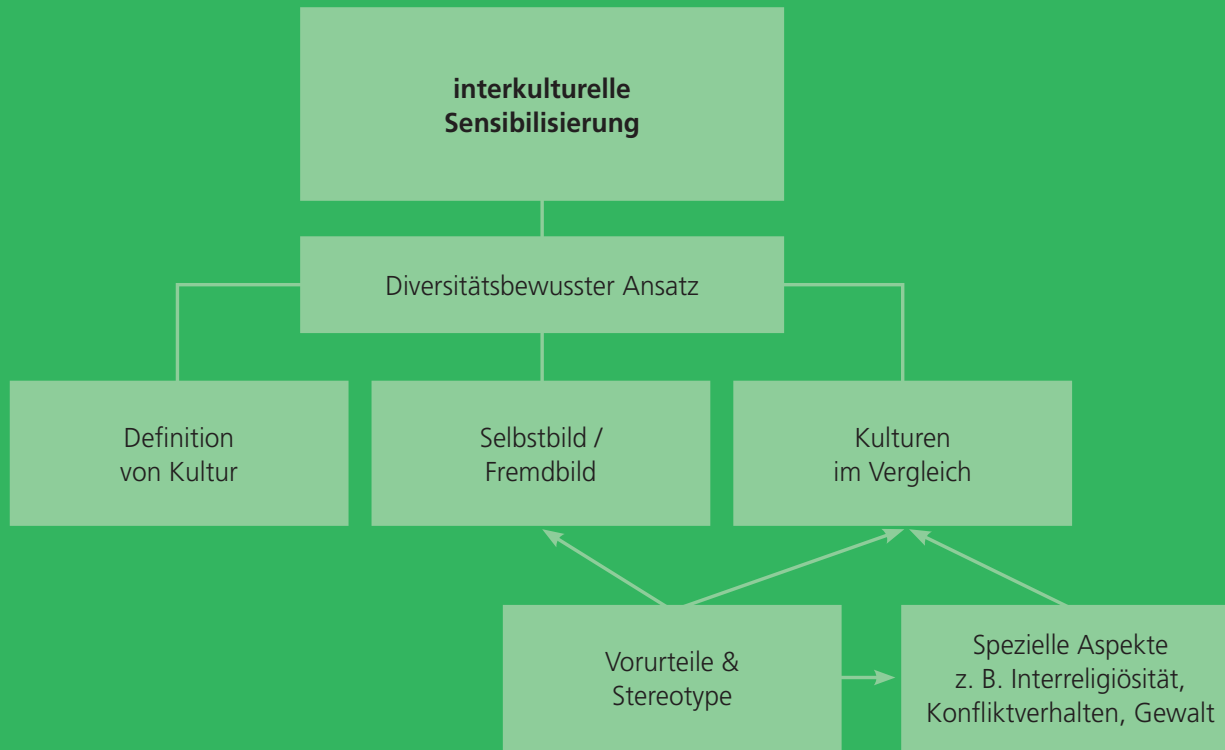 interkulturelle
Sensibilisierung
Diversitätsbewusster Ansatz
Definition
von Kultur
Selbstbild /
Fremdbild
Kulturen
im Vergleich
Vorurteile &
Stereotype
Spezielle Aspekte
z. B. Interreligiösität,
Konfliktverhalten, Gewalt